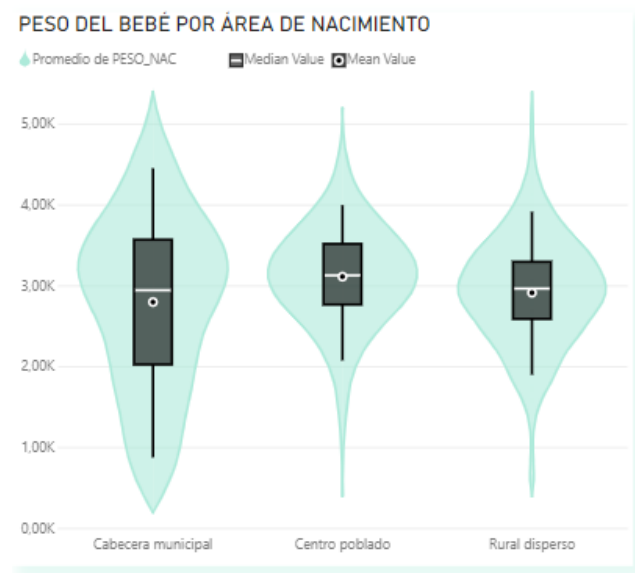 PESO DEL BEBÉ POR ÁREA DE NACIMIENTO
Promedio de PESO_NAC Median Value Mean Value
5,00K
4,00K
3,00K
2,00K
1,00K
0,00K
Cabecera municipal Centro poblado Rural disperso